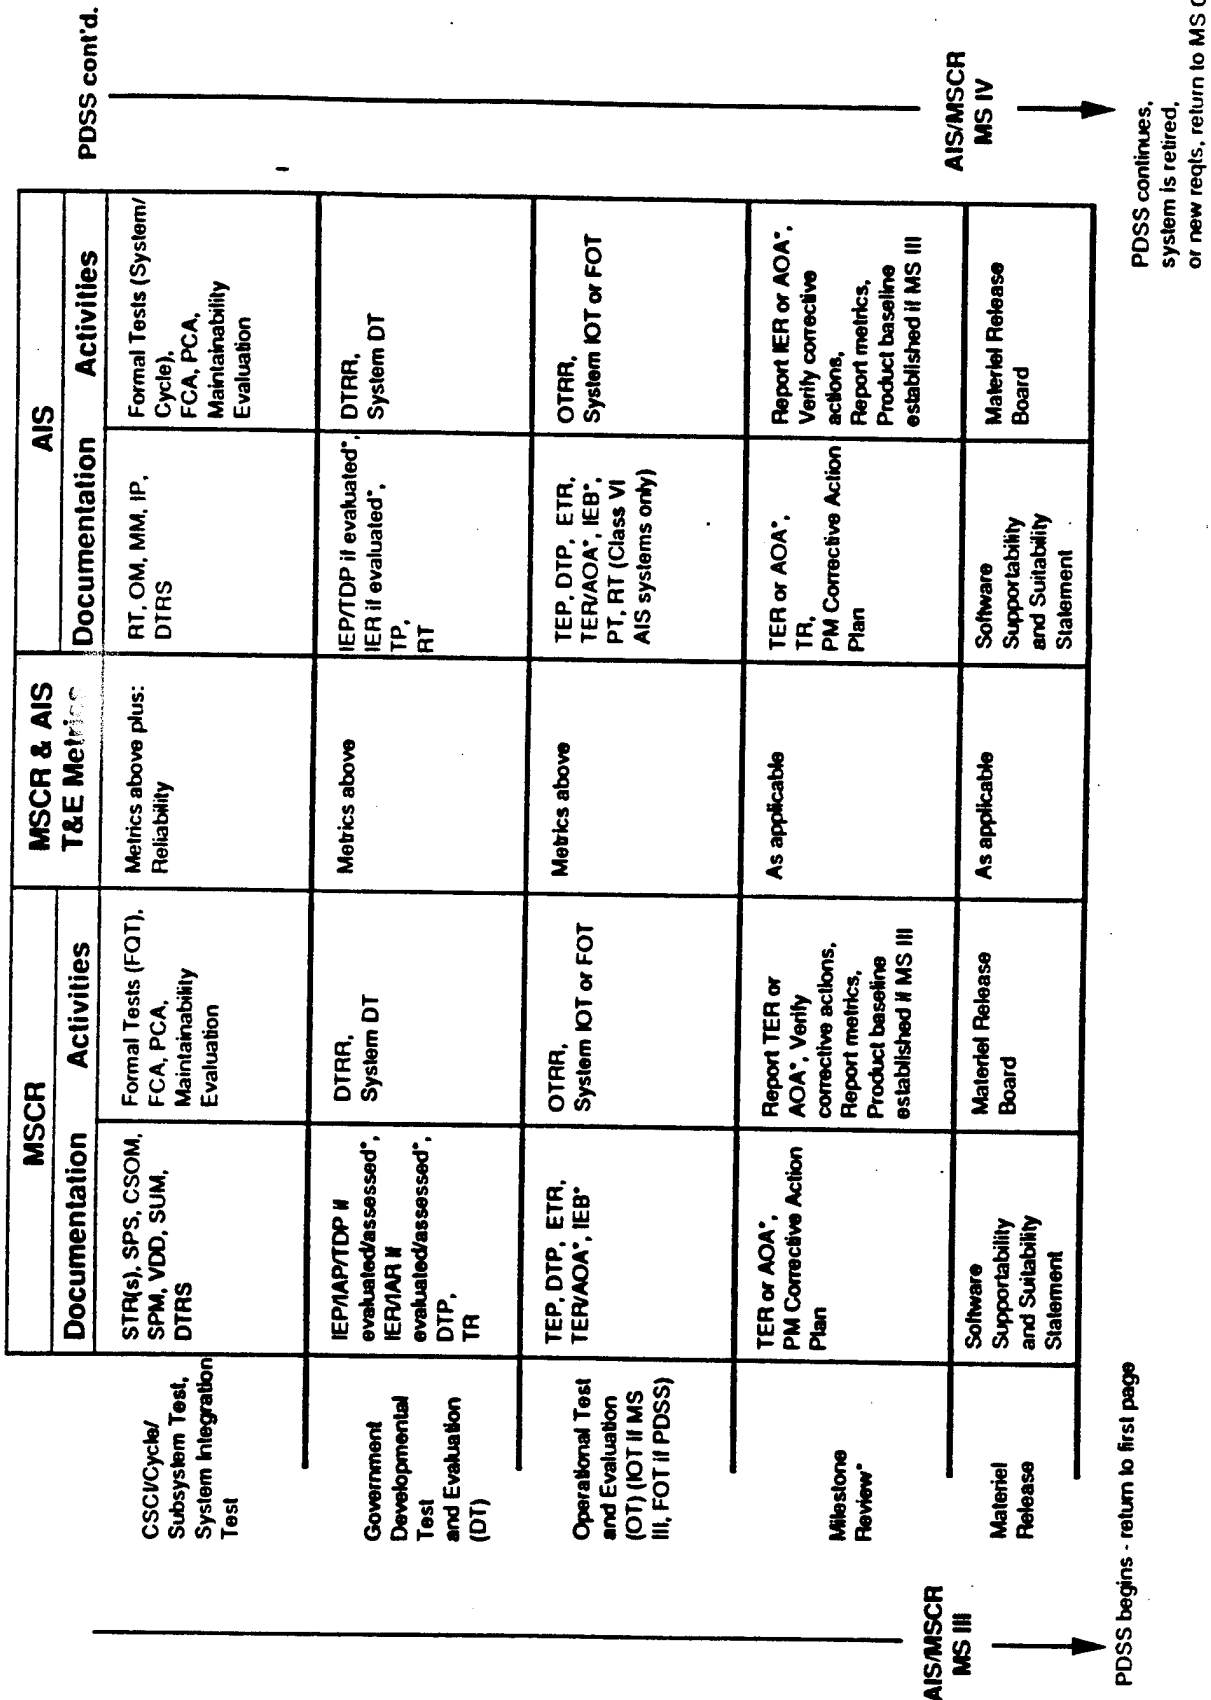 PDSS cont'd.
AIS/MSCR
MS IV
PDSS continues,
system is retired,
or new reqts, return to MS
MSCR
MSCR & AIS
T&E Metrics
AIS
Documentation
Activities
Documentation
Activities
CSCI/Cycle/
Subsystem Test,
System Integration
Test
STR(s), SPS, CSOM,
SPM, VDD, SUM,
DTRS
Formal Tests (FQT),
FCA, PCA,
Maintainability
Evaluation
Metrics above plus:
Reliability
RT, OM, MM, IP,
DTRS
Formal Tests (System/
Cycle),
FCA, PCA,
Maintainability
Evaluation
Government
Developmental
Test
and Evaluation
(DT)
IEP/IAP/TDP if
evaluated/assessed*,
IER/IAR if
evaluated/assessed*,
DTP,
TR
DTRR,
System DT
Metrics above
IEP/TDP if evaluated*,
IER if evaluated*,
TP,
RT
DTRR,
System DT
Operational Test
and Evaluation
(OT) (IOT if MS
III, FOT if PDSS)
TEP, DTP, ETR,
TER/AOA*, IEB*
OTRR,
System IOT or FOT
Metrics above
TEP, DTP, ETR,
TER/AOA*, IEB*,
PT, RT (Class VI
AIS systems only)
OTRR,
System IOT or FOT
Milestone
Review*
TER or AOA*,
PM Corrective Action
Plan
Report TER or
AOA*, Verify
corrective actions,
Report metrics,
Product baseline
established if MS III
As applicable
TER or AOA*,
TR,
PM Corrective Action
Plan
Report IER or AOA*,
Verify corrective
actions,
Report metrics,
Product baseline
established if MS III
Materiel
Release
Software
Supportability
and Suitability
Statement
Materiel Release
Board
As applicable
Software
Supportability
and Suitability
Statement
Materiel Release
Board
AIS/MSCR
MS III
PDSS begins - return to first page